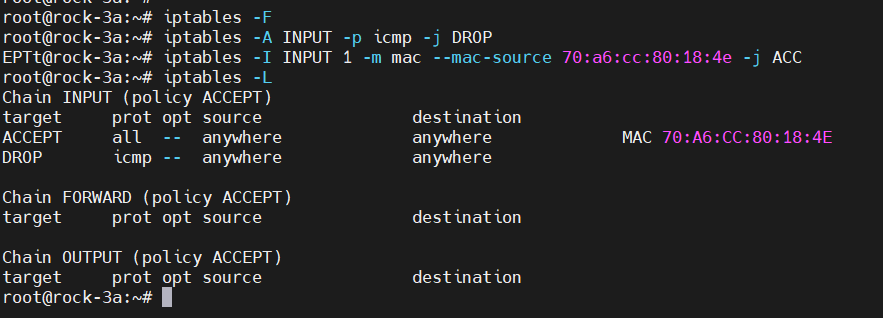 root@rock-3a:~# iptables -F
root@rock-3a:~# iptables -A INPUT -p icmp -j DROP
EPTt@rock-3a:~# iptables -I INPUT 1 -m mac --mac-source 70:a6:cc:80:18:4e -j ACC
root@rock-3a:~# iptables -L
Chain INPUT (policy ACCEPT)
target     prot opt source               destination
ACCEPT     all  --  anywhere             anywhere             MAC 70:A6:CC:80:18:4E
DROP       icmp --  anywhere             anywhere

Chain FORWARD (policy ACCEPT)
target     prot opt source               destination

Chain OUTPUT (policy ACCEPT)
target     prot opt source               destination
root@rock-3a:~#